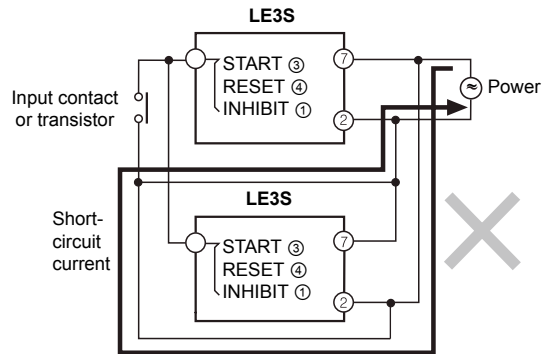 LE3S
START ③
RESET ④
INHIBIT ①
7
2
Power
Input contact
or transistor
LE3S
START ③
RESET ④
INHIBIT ①
7
2
Short-
circuit
current